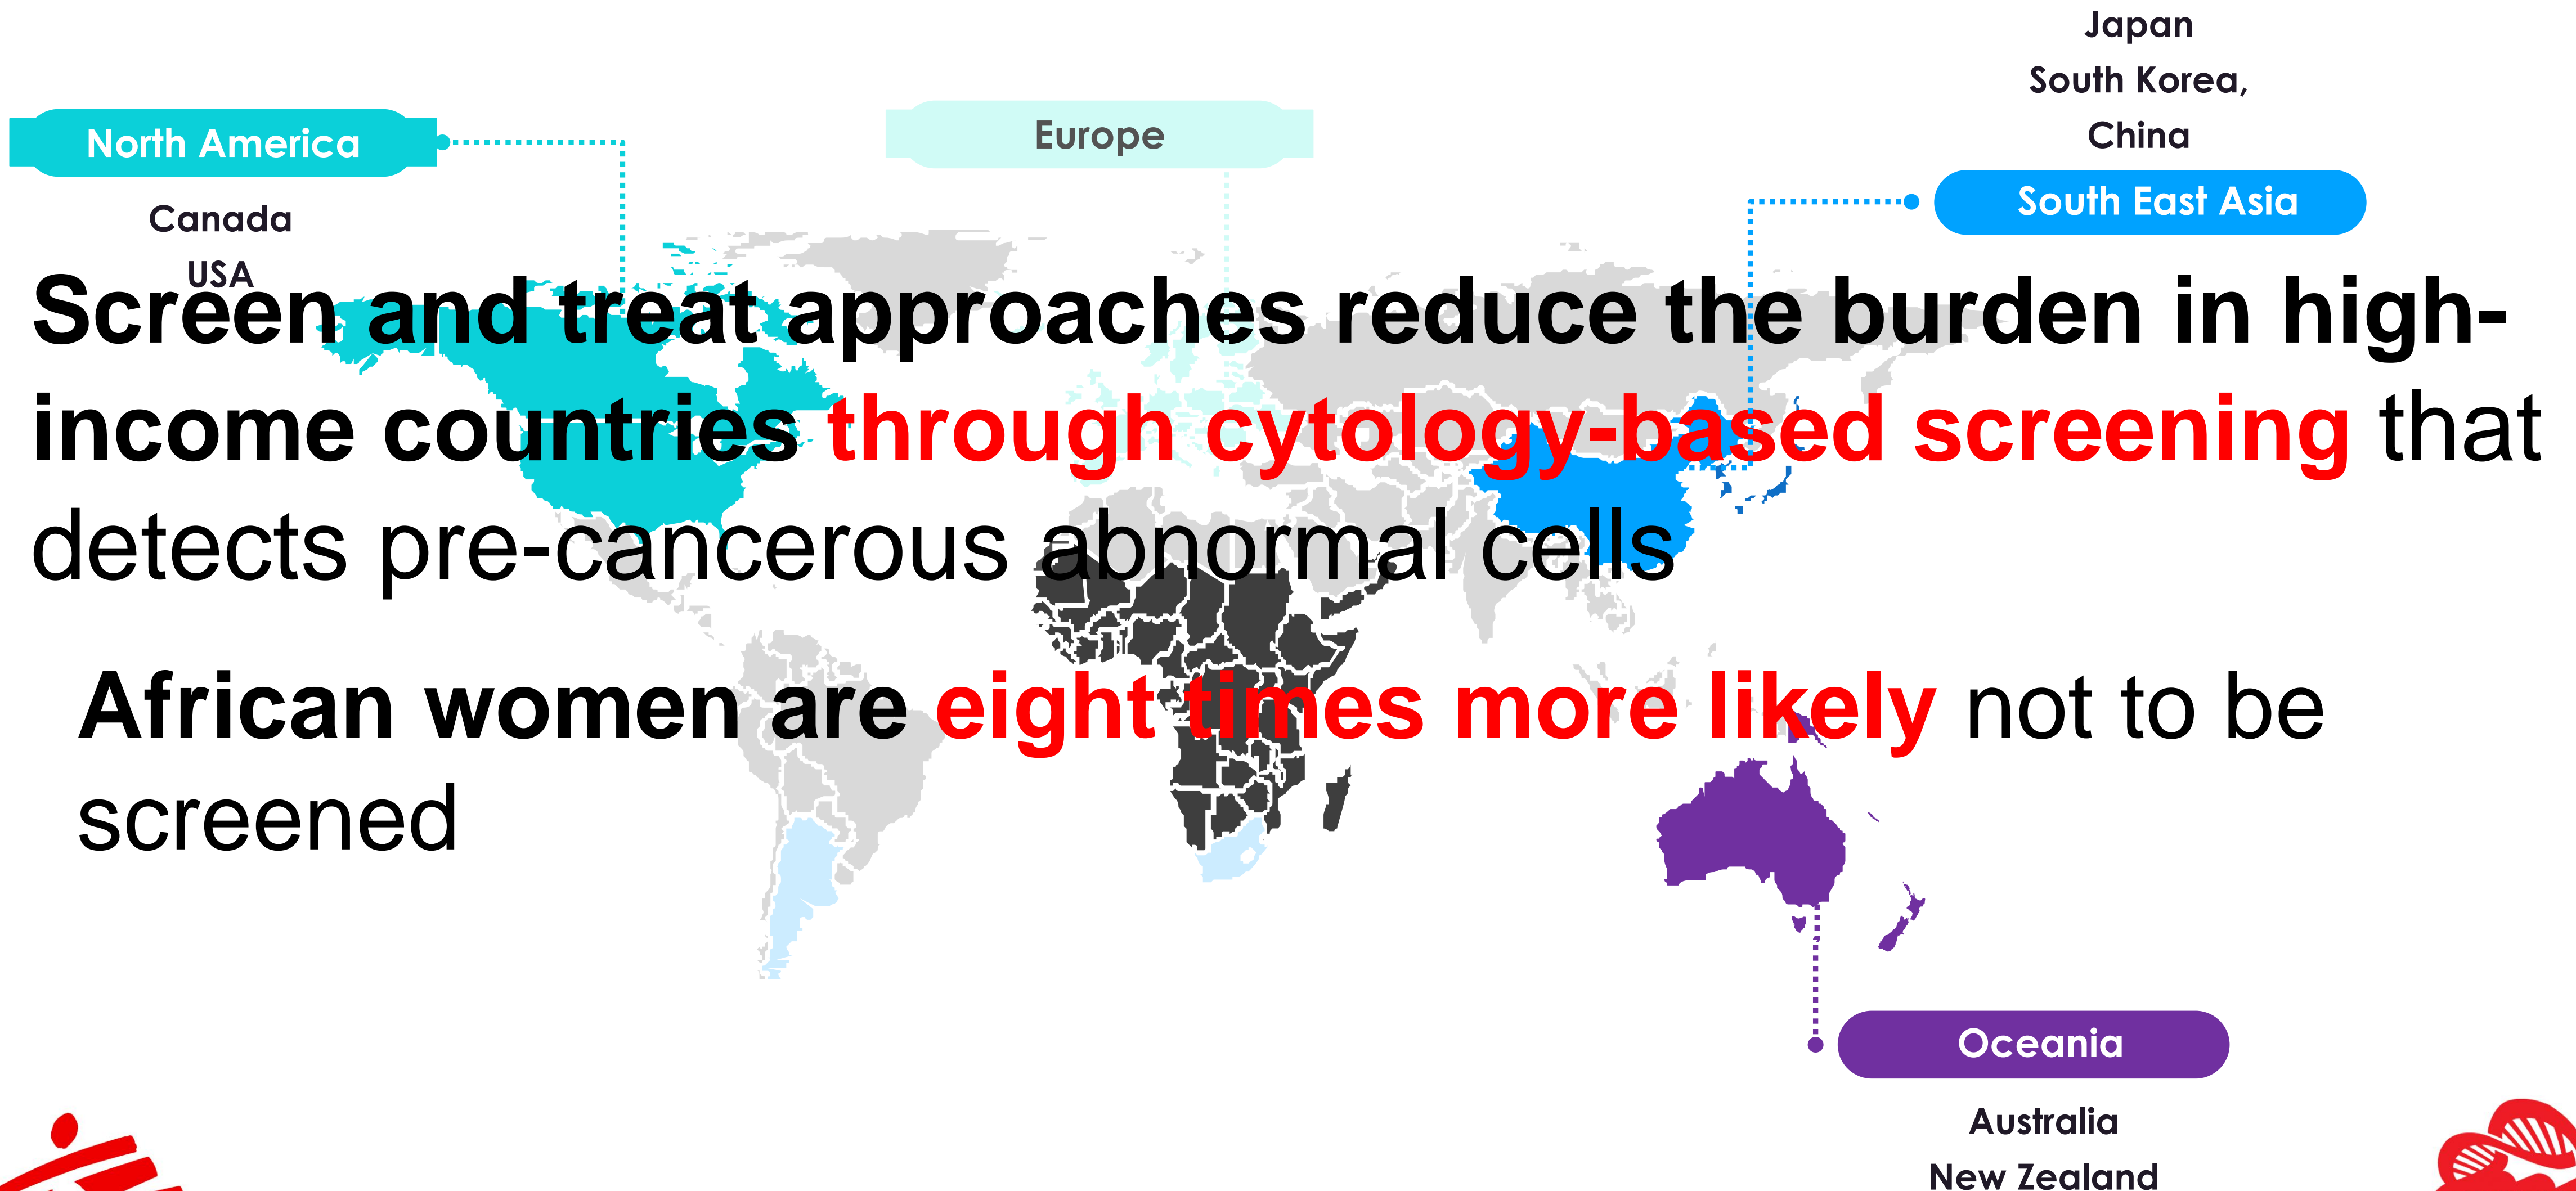 Japan
South Korea,
China
North America
Europe
South East Asia
Canada
USA
Screen and treat approaches reduce the burden in high-
income countries through cytology-based screening that
detects pre-cancerous abnormal cells
African women are eight times more likely not to be
screened
Oceania
Australia
New Zealand